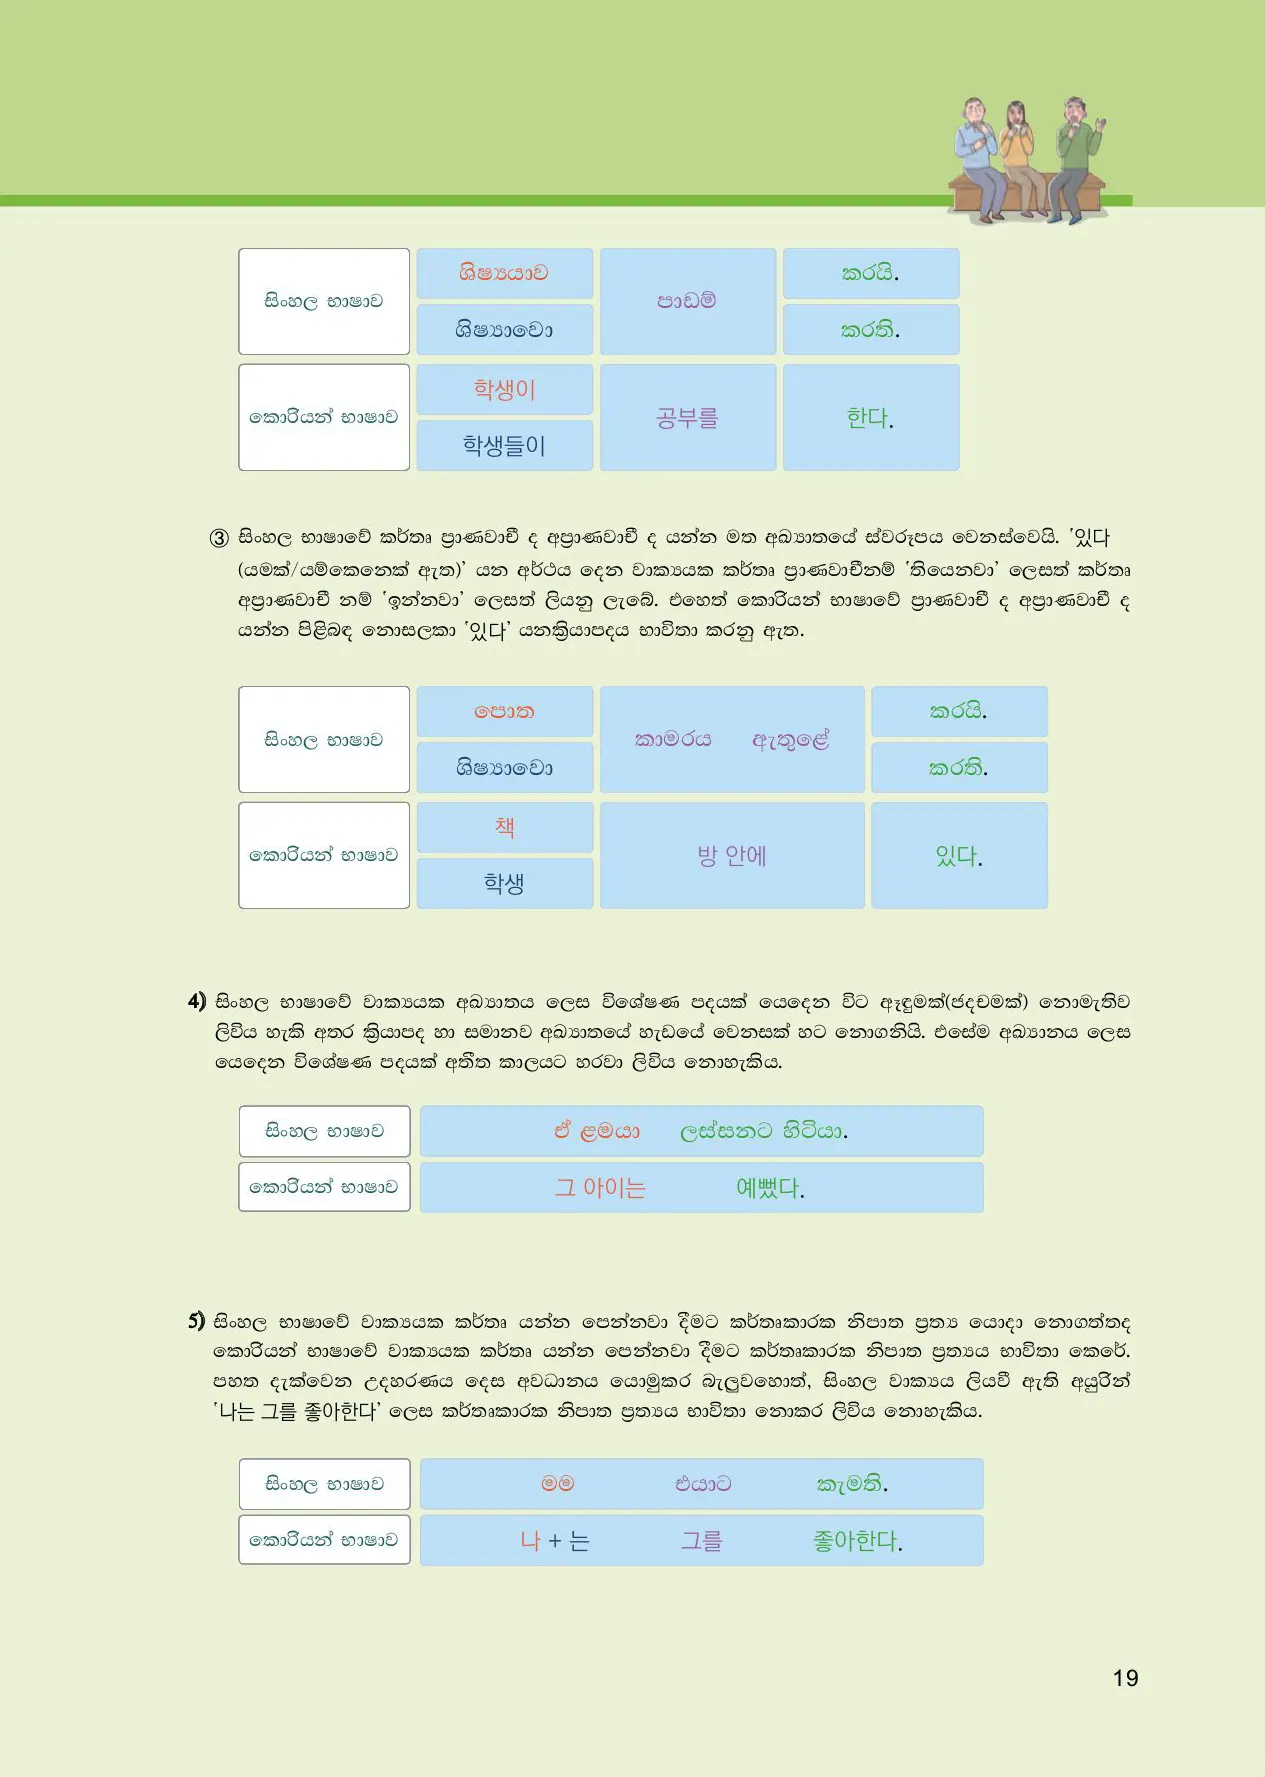 සිංහල භාෂාව ශිෂ්‍යයාව පාඩම් කරයි.
ශිෂ්‍යාවෝ කරති.
කොරියන් භාෂාව 학생이 공부를 한다.
학생들이
③ සිංහල භාෂාවේ කර්තෘ ප්‍රාණවාචී ද අප්‍රාණවාචී ද යන්න මත අඛ්‍යාතයේ ස්වරූපය වෙනස්වෙයි. ‘있다
(යමක්/යම්කෙනෙක් ඇත)’ යන අර්ථය දෙන වාක්‍යයක කර්තෘ ප්‍රාණවාචීනම් ‘තියෙනවා’ ලෙසත් කර්තෘ
අප්‍රාණවාචී නම් ‘ඉන්නවා’ ලෙසත් ලියනු ලැබේ. එහෙත් කොරියන් භාෂාවේ ප්‍රාණවාචී ද අප්‍රාණවාචී ද
යන්න පිළිබඳ නොසලකා ‘있다’ යනක්‍රියාපදය භාවිතා කරනු ඇත.
සිංහල භාෂාව පොත කාමරය ඇතුළේ කරයි.
ශිෂ්‍යාවෝ කරති.
කොරියන් භාෂාව 책 방 안에 있다.
학생
4) සිංහල භාෂාවේ වාක්‍යයක අඛ්‍යාතය ලෙස විශේෂණ පදයක් යෙදෙන විට ඇඳුමක්(ජදවමක්) නොමැතිව
ලිවිය හැකි අතර ක්‍රියාපද හා සමානව අඛ්‍යාතයේ හැඩයේ වෙනසක් හට නොගනියි. එසේම අඛ්‍යානය ලෙස
යෙදෙන විශේෂණ පදයක් අතීත කාලයට හරවා ලිවිය නොහැකිය.
සිංහල භාෂාව ඒ ළමයා ලස්සනට හිටියා.
කොරියන් භාෂාව 그 아이는 예뻤다.
5) සිංහල භාෂාවේ වාක්‍යයක කර්තෘ යන්න පෙන්නවා දීමට කර්තෘකාරක නිපාත ප්‍රත්‍ය යොදා නොගත්තද
කොරියන් භාෂාවේ වාක්‍යයක කර්තෘ යන්න පෙන්නවා දීමට කර්තෘකාරක නිපාත ප්‍රත්‍යය භාවිතා කෙරේ.
පහත දැක්වෙන උදහරණය දෙස අවධානය යොමුකර බැලුවහොත්, සිංහල වාක්‍යය ලියවී ඇති අයුරින්
‘나는 그를 좋아한다’ ලෙස කර්තෘකාරක නිපාත ප්‍රත්‍යය භාවිතා නොකර ලිවිය නොහැකිය.
සිංහල භාෂාව මම එයාට කැමති.
කොරියන් භාෂාව 나 + 는 그를 좋아한다.
19